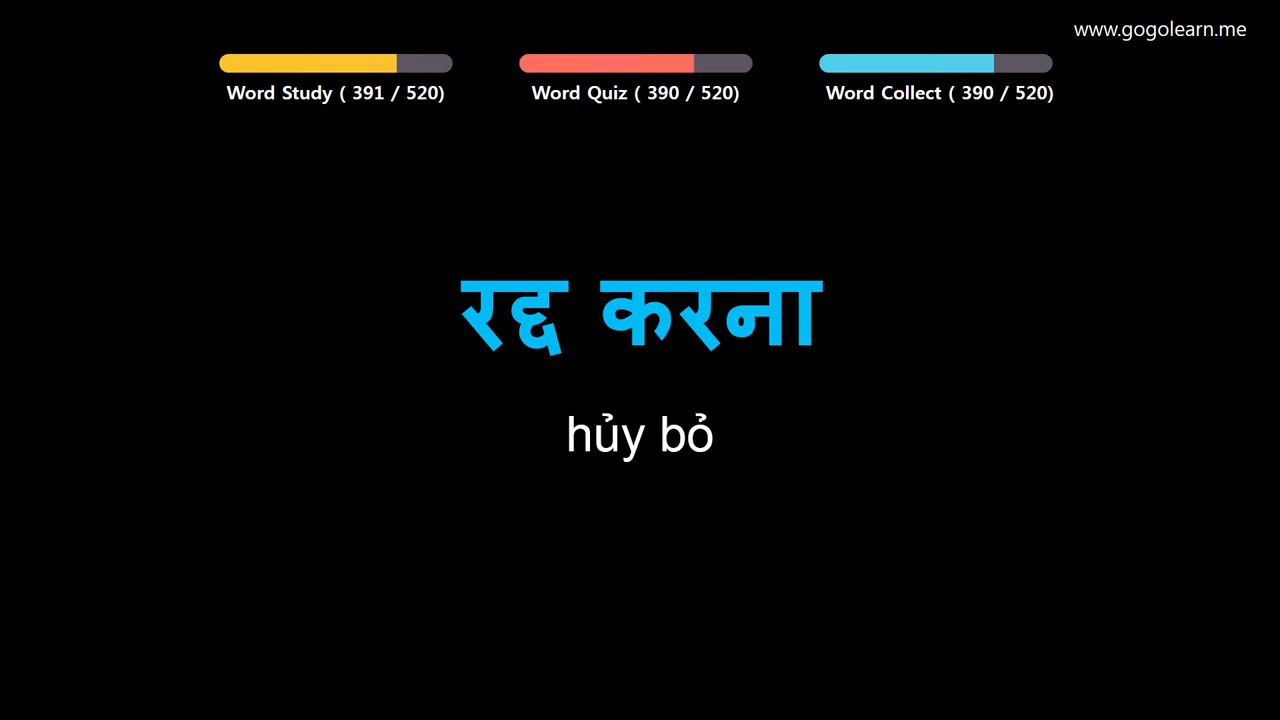 www.gogolearn.me
Word Study ( 391 / 520)
Word Quiz ( 390 / 520)
Word Collect ( 390 / 520)
रद्द करना
hủy bỏ